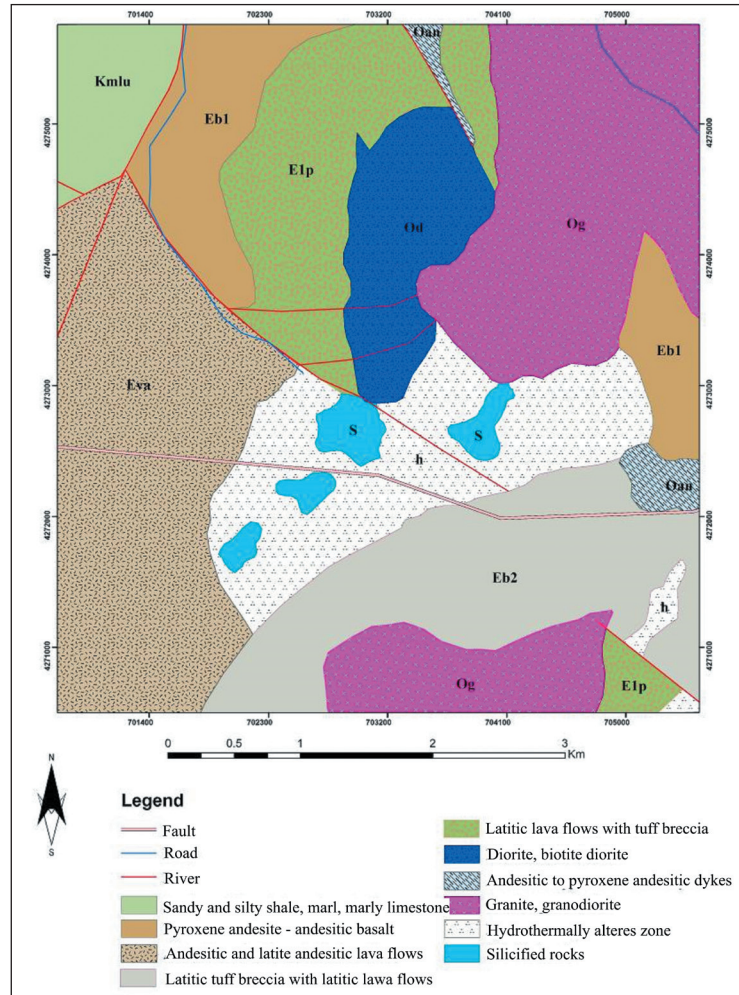 701400 702300 703200 704100 705000
Oan
Kmlu
Eb1
4275000 4275000
E1p
Od
Og
4274000 4274000
Eb1
Eva
4273000 4273000
S S
h
Oan
4272000 4272000
Eb2
h
4271000 4271000
Og
E1p
701400 702300 703200 704100 705000
0 0.5 1 2 3
Km
N
S
Legend
Fault
Road
River
Sandy and silty shale, marl, marly limestone
Pyroxene andesite - andesitic basalt
Andesitic and latite andesitic lava flows
Latitic tuff breccia with latitic lawa flows
Latitic lava flows with tuff breccia
Diorite, biotite diorite
Andesitic to pyroxene andesitic dykes
Granite, granodiorite
Hydrothermally alteres zone
Silicified rocks